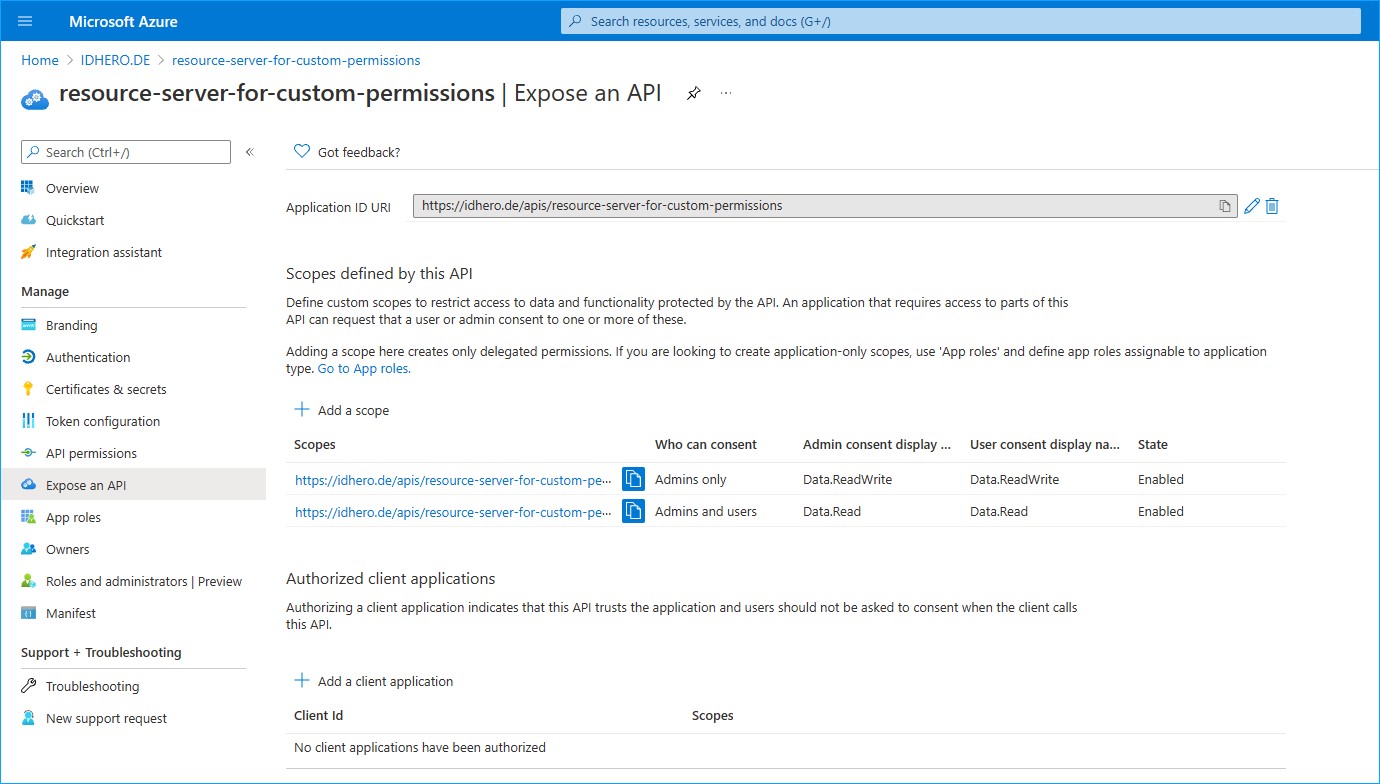 Microsoft Azure
Search resources, services, and docs (G+/)
Home > IDHERO.DE > resource-server-for-custom-permissions
resource-server-for-custom-permissions | Expose an API
Search (Ctrl+/)
Overview
Quickstart
Integration assistant
Manage
Branding
Authentication
Certificates & secrets
Token configuration
API permissions
Expose an API
App roles
Owners
Roles and administrators | Preview
Manifest
Support + Troubleshooting
Troubleshooting
New support request
Got feedback?
Application ID URI https://idhero.de/apis/resource-server-for-custom-permissions
Scopes defined by this API
Define custom scopes to restrict access to data and functionality protected by the API. An application that requires access to parts of this
API can request that a user or admin consent to one or more of these.
Adding a scope here creates only delegated permissions. If you are looking to create application-only scopes, use 'App roles' and define app roles assignable to application
type. Go to App roles.
Add a scope
Scopes Who can consent Admin consent display ... User consent display na... State
https://idhero.de/apis/resource-server-for-custom-pe... Admins only Data.ReadWrite Data.ReadWrite Enabled
https://idhero.de/apis/resource-server-for-custom-pe... Admins and users Data.Read Data.Read Enabled
Authorized client applications
Authorizing a client application indicates that this API trusts the application and users should not be asked to consent when the client calls
this API.
Add a client application
Client Id Scopes
No client applications have been authorized